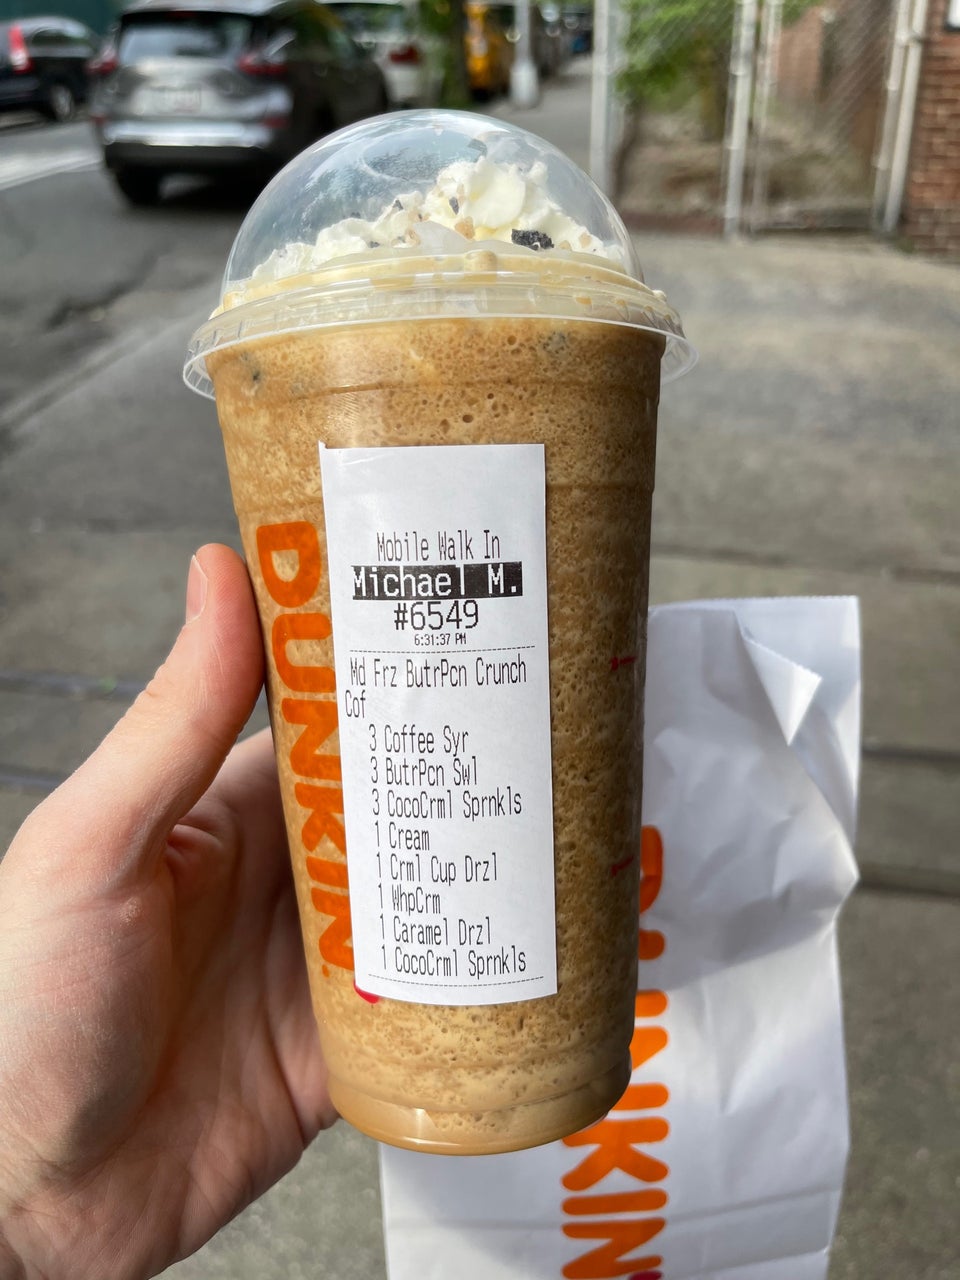 DUNKIN'
Mobile Walk In
Michael M.
#6549
6:31:37 PM
Md Frz ButrPcn Crunch
Cof
3 Coffee Syr
3 ButrPcn Swl
3 CocoCrml Sprnkls
1 Cream
1 Crml Cup Drzl
1 WhpCrm
1 Caramel Drzl
1 CocoCrml Sprnkls
DUNKIN'